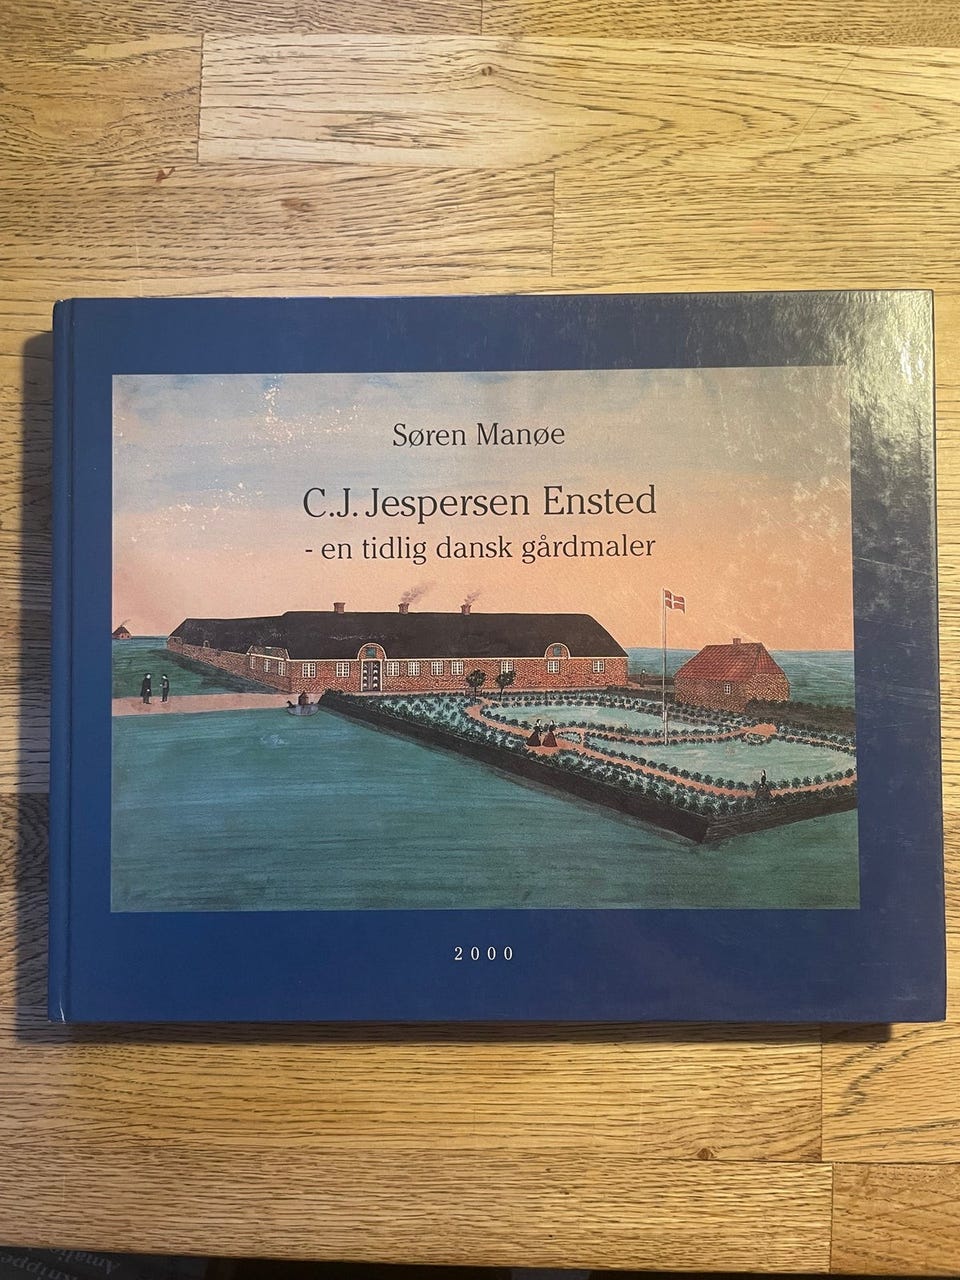 Søren Manøe
C.J. Jespersen Ensted
- en tidlig dansk gårdmaler
2000